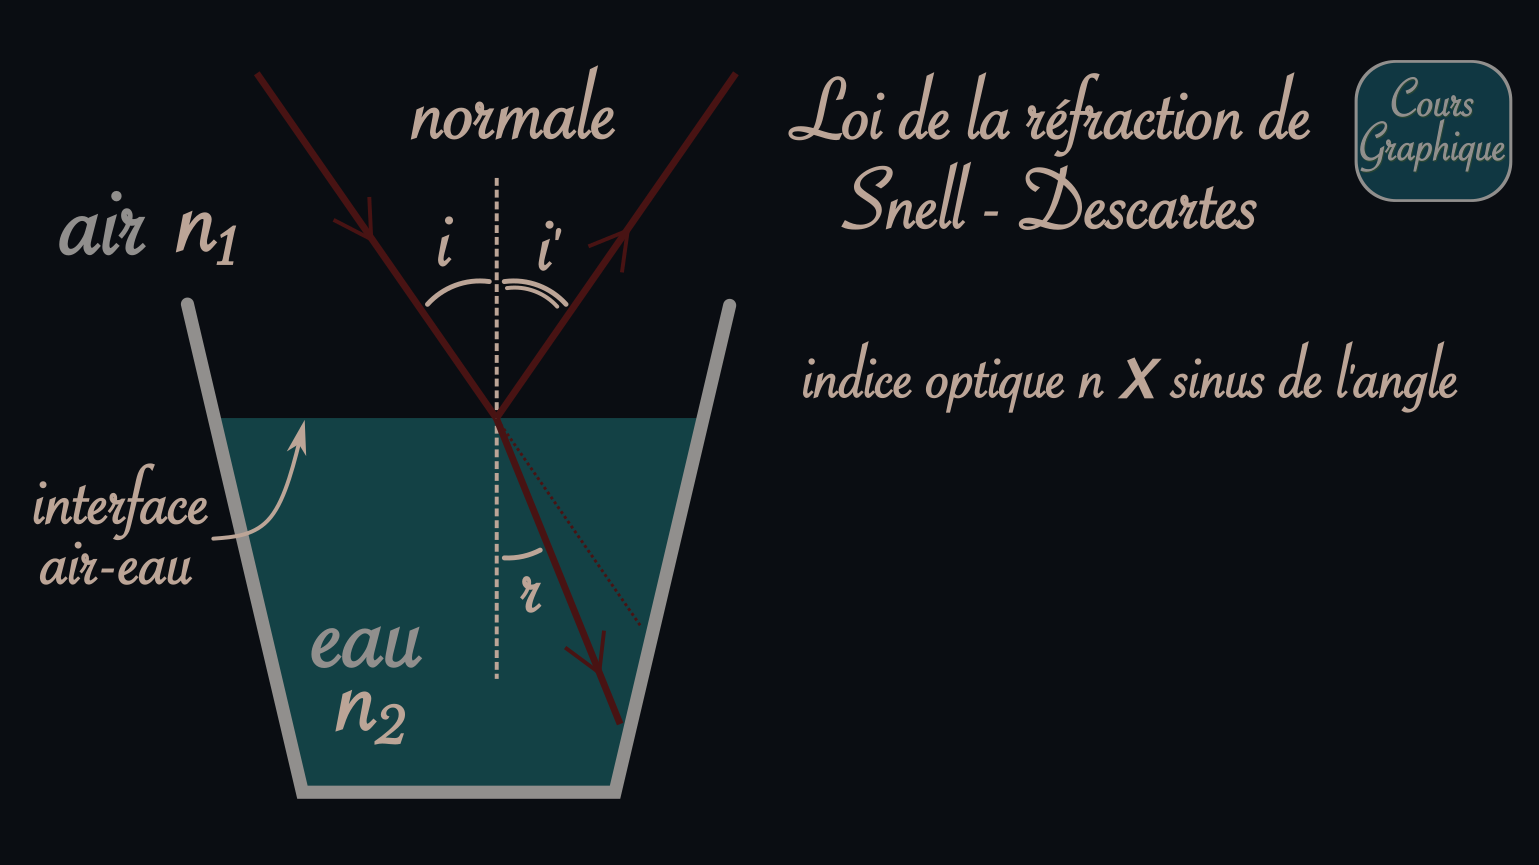 normale
Loi de la réfraction de
Snell - Descartes
Cours
Graphique
air n₁
i
i'
indice optique n X sinus de l'angle
interface
air-eau
r
eau
n₂